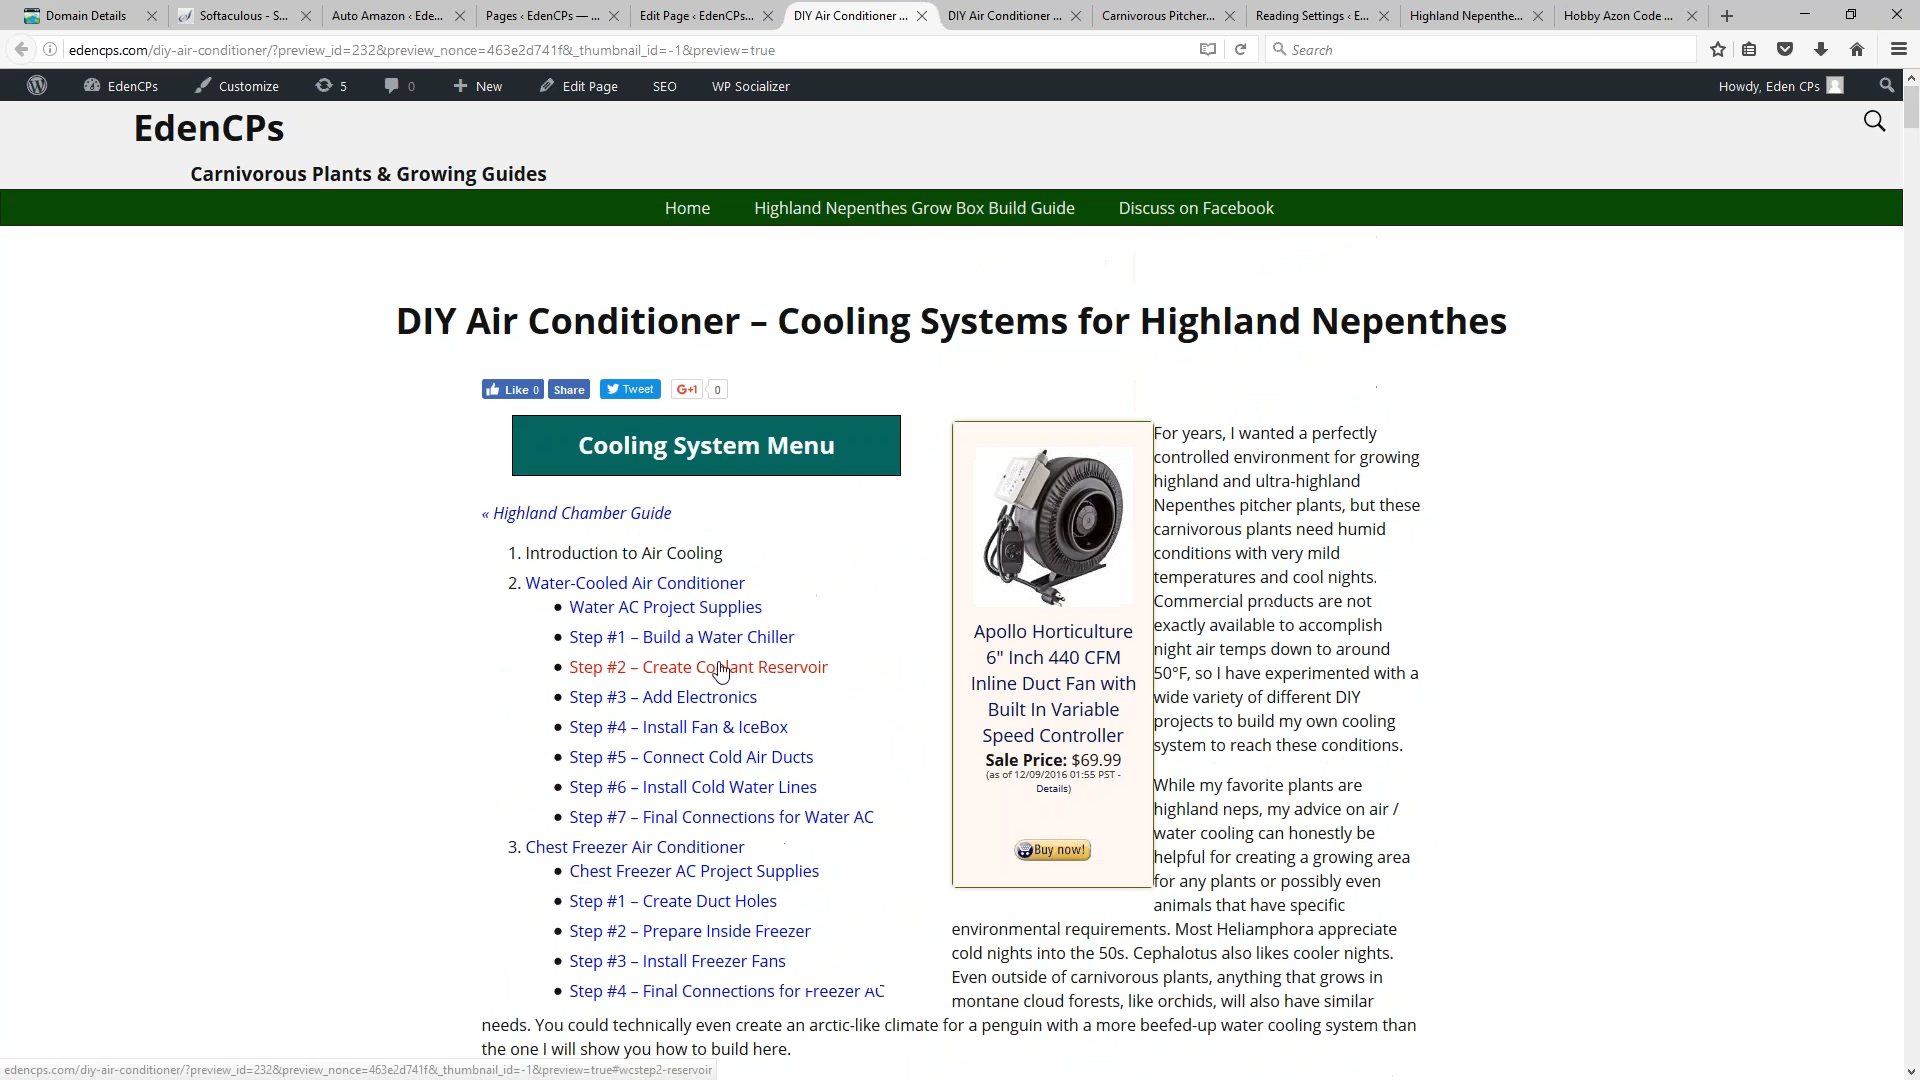 Domain Details
Softaculous - S...
Auto Amazon ‹ Ede...
Pages ‹ EdenCPs — ...
Edit Page ‹ EdenCPs...
DIY Air Conditioner ...
DIY Air Conditioner ...
Carnivorous Pitcher...
Reading Settings ‹ E...
Highland Nepenthe...
Hobby Azon Code ...
edencps.com/diy-air-conditioner/?preview_id=232&preview_nonce=463e2d741f&_thumbnail_id=-1&preview=true
Search
EdenCPs
Customize
5
0
New
Edit Page
SEO
WP Socializer
Howdy, Eden CPs
EdenCPs
Carnivorous Plants & Growing Guides
Home
Highland Nepenthes Grow Box Build Guide
Discuss on Facebook
DIY Air Conditioner – Cooling Systems for Highland Nepenthes
Like 0
Share
Tweet
G+1
0
Cooling System Menu
« Highland Chamber Guide
1. Introduction to Air Cooling
2. Water-Cooled Air Conditioner
• Water AC Project Supplies
• Step #1 – Build a Water Chiller
• Step #2 – Create Coolant Reservoir
• Step #3 – Add Electronics
• Step #4 – Install Fan & IceBox
• Step #5 – Connect Cold Air Ducts
• Step #6 – Install Cold Water Lines
• Step #7 – Final Connections for Water AC
3. Chest Freezer Air Conditioner
• Chest Freezer AC Project Supplies
• Step #1 – Create Duct Holes
• Step #2 – Prepare Inside Freezer
• Step #3 – Install Freezer Fans
• Step #4 – Final Connections for Freezer AC
Apollo Horticulture
6" Inch 440 CFM
Inline Duct Fan with
Built In Variable
Speed Controller
Sale Price: $69.99
(as of 12/09/2016 01:55 PST -
Details)
Buy now!
For years, I wanted a perfectly
controlled environment for growing
highland and ultra-highland
Nepenthes pitcher plants, but these
carnivorous plants need humid
conditions with very mild
temperatures and cool nights.
Commercial products are not
exactly available to accomplish
night air temps down to around
50°F, so I have experimented with a
wide variety of different DIY
projects to build my own cooling
system to reach these conditions.
While my favorite plants are
highland neps, my advice on air /
water cooling can honestly be
helpful for creating a growing area
for any plants or possibly even
animals that have specific
environmental requirements. Most Heliamphora appreciate
cold nights into the 50s. Cephalotus also likes cooler nights.
Even outside of carnivorous plants, anything that grows in
montane cloud forests, like orchids, will also have similar
needs. You could technically even create an arctic-like climate for a penguin with a more beefed-up water cooling system than
the one I will show you how to build here.
edencps.com/diy-air-conditioner/?preview_id=232&preview_nonce=463e2d741f&_thumbnail_id=-1&preview=true#wcstep2-reservoir